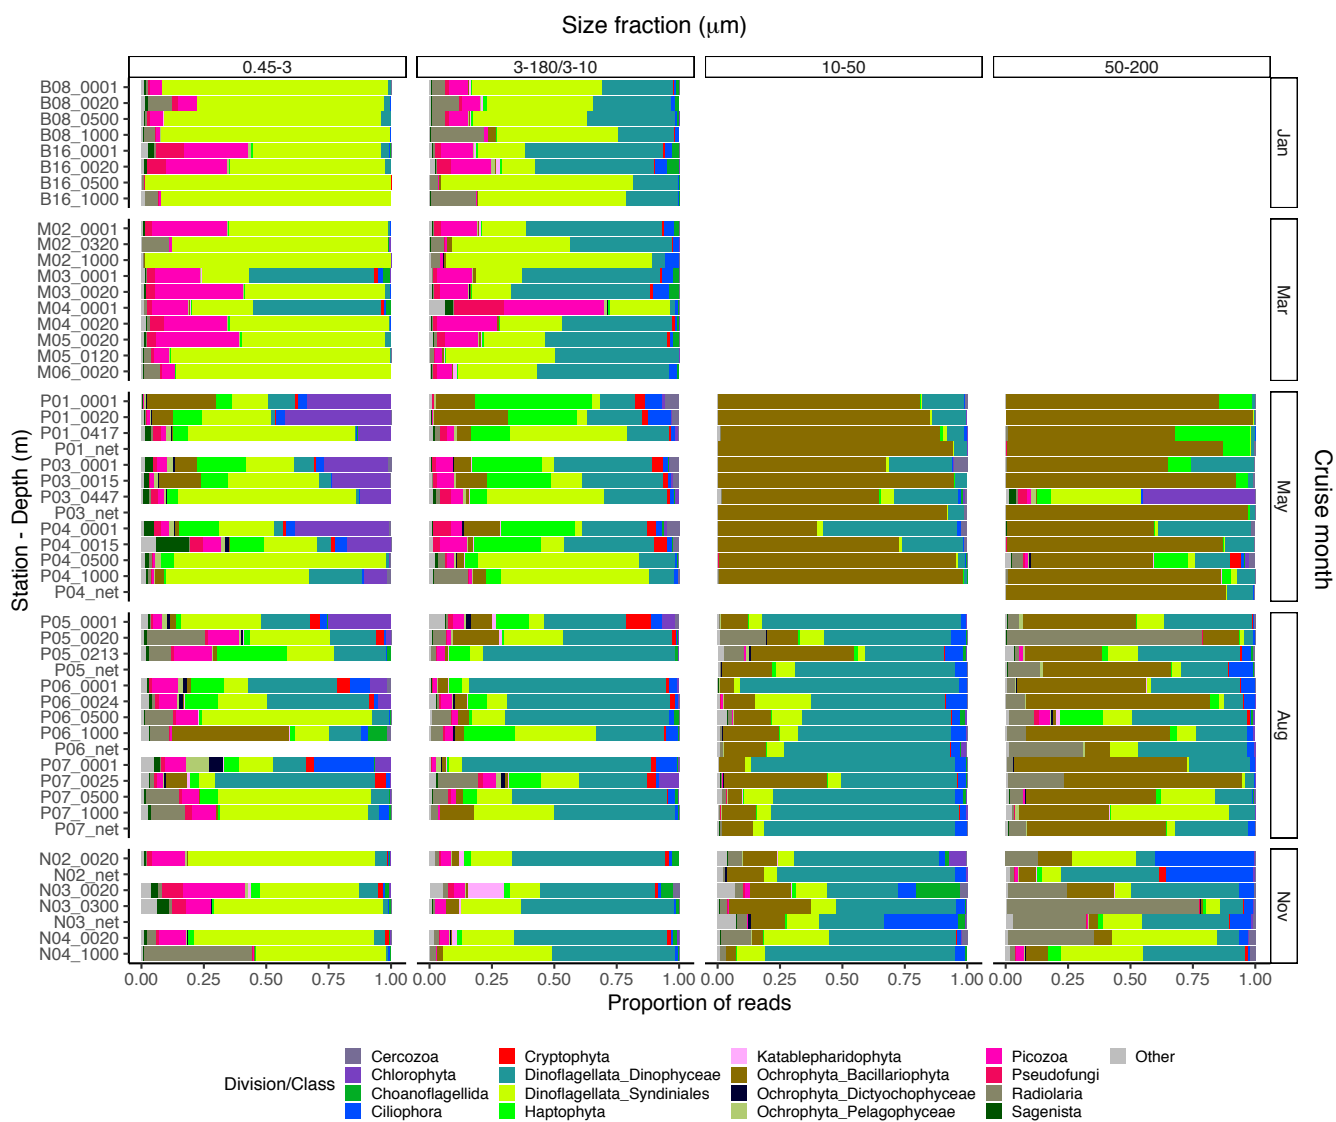 Size fraction (μm)
0.45-3 3-180/3-10 10-50 50-200
Station - Depth (m)
Cruise month
B08_0001
B08_0020
B08_0500
B08_1000
B16_0001
B16_0020
B16_0500
B16_1000
Jan
M02_0001
M02_0320
M02_1000
M03_0001
M03_0020
M04_0001
M04_0020
M05_0020
M05_0120
M06_0020
Mar
P01_0001
P01_0020
P01_0417
P01_net
P03_0001
P03_0015
P03_0447
P03_net
P04_0001
P04_0015
P04_0500
P04_1000
P04_net
May
P05_0001
P05_0020
P05_0213
P05_net
P06_0001
P06_0024
P06_0500
P06_1000
P06_net
P07_0001
P07_0025
P07_0500
P07_1000
P07_net
Aug
N02_0020
N02_net
N03_0020
N03_0300
N03_net
N04_0020
N04_1000
Nov
0.00 0.25 0.50 0.75 1.00 0.00 0.25 0.50 0.75 1.00 0.00 0.25 0.50 0.75 1.00 0.00 0.25 0.50 0.75 1.00
Proportion of reads
Division/Class
Cercozoa
Chlorophyta
Choanoflagellida
Ciliophora
Cryptophyta
Dinoflagellata_Dinophyceae
Dinoflagellata_Syndiniales
Haptophyta
Katablepharidophyta
Ochrophyta_Bacillariophyta
Ochrophyta_Dictyochophyceae
Ochrophyta_Pelagophyceae
Picozoa
Pseudofungi
Radiolaria
Sagenista
Other